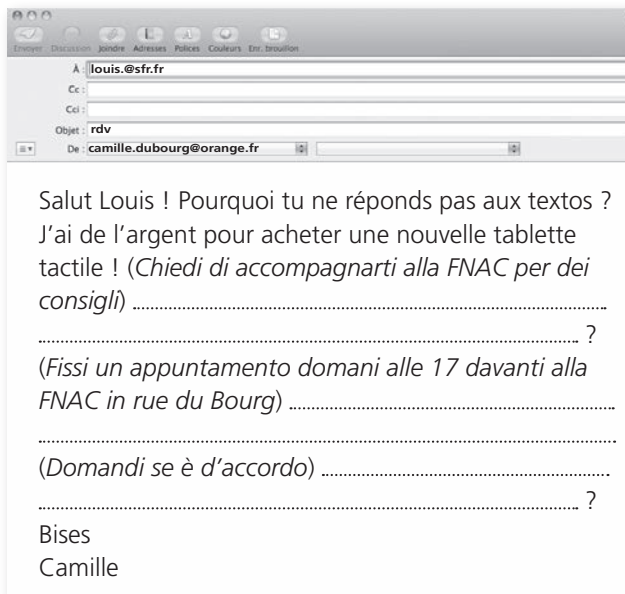 Envoyer Discussion Joindre Adresses Polices Couleurs Enr. brouillon
À : louis.@sfr.fr
Cc :
Cci :
Objet : rdv
De : camille.dubourg@orange.fr
Salut Louis ! Pourquoi tu ne réponds pas aux textos ?
J'ai de l'argent pour acheter une nouvelle tablette
tactile ! (Chiedi di accompagnarti alla FNAC per dei
consigli) ..........
.......... ?
(Fissi un appuntamento domani alle 17 davanti alla
FNAC in rue du Bourg) ..........
..........
(Domandi se è d'accordo) ..........
.......... ?
Bises
Camille